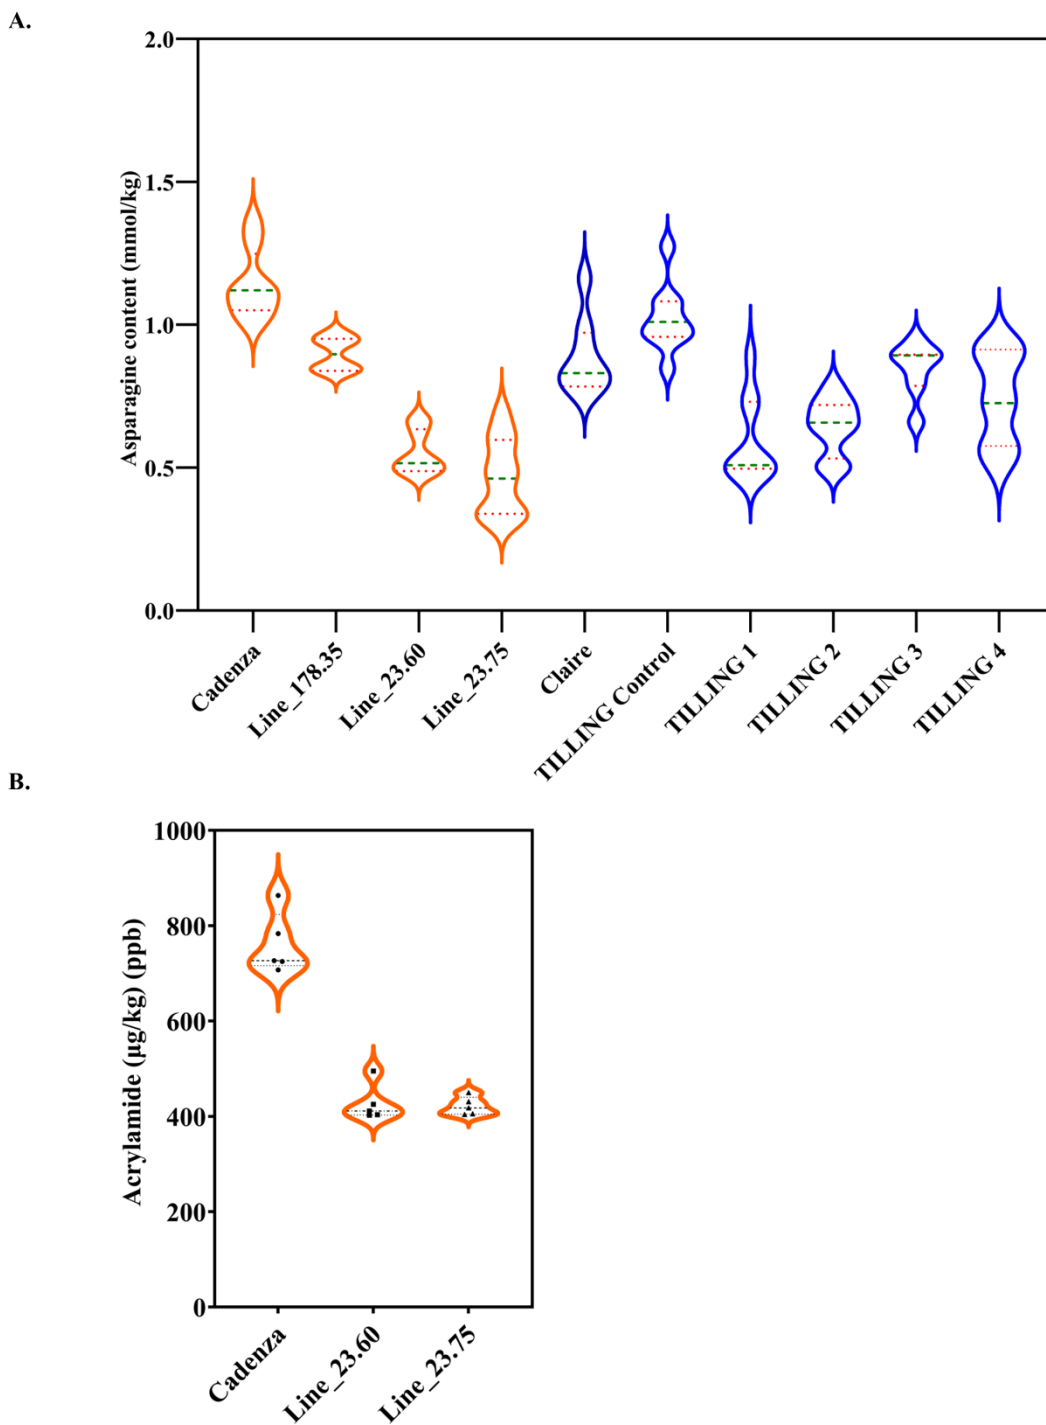 A.
Asparagine content (mmol/kg)
2.0
1.5
1.0
0.5
0.0
Cadenza
Line_178.35
Line_23.60
Line_23.75
Claire
TILLING Control
TILLING 1
TILLING 2
TILLING 3
TILLING 4
B.
Acrylamide (µg/kg) (ppb)
1000
800
600
400
200
0
Cadenza
Line_23.60
Line_23.75